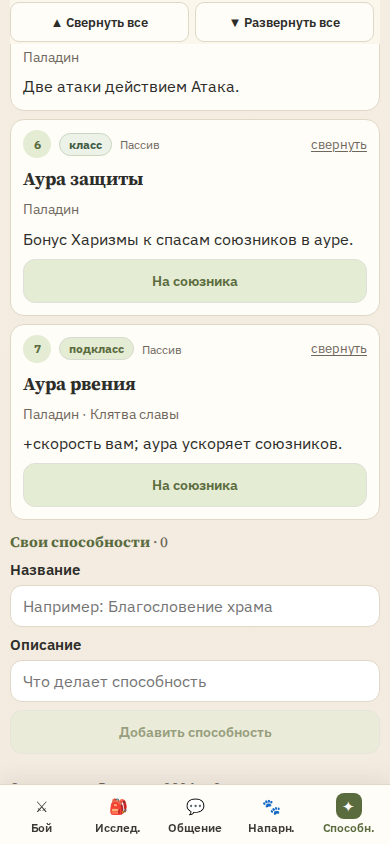 ▲ Свернуть все ▼ Развернуть все
Паладин
Две атаки действием Атака.
6 класс Пассив свернуть
Аура защиты
Паладин
Бонус Харизмы к спасам союзников в ауре.
На союзника
7 подкласс Пассив свернуть
Аура рвения
Паладин · Клятва славы
+скорость вам; аура ускоряет союзников.
На союзника
Свои способности · 0
Название
Например: Благословение храма
Описание
Что делает способность
Добавить способность
Бой Исслед. Общение Напарн. Способн.